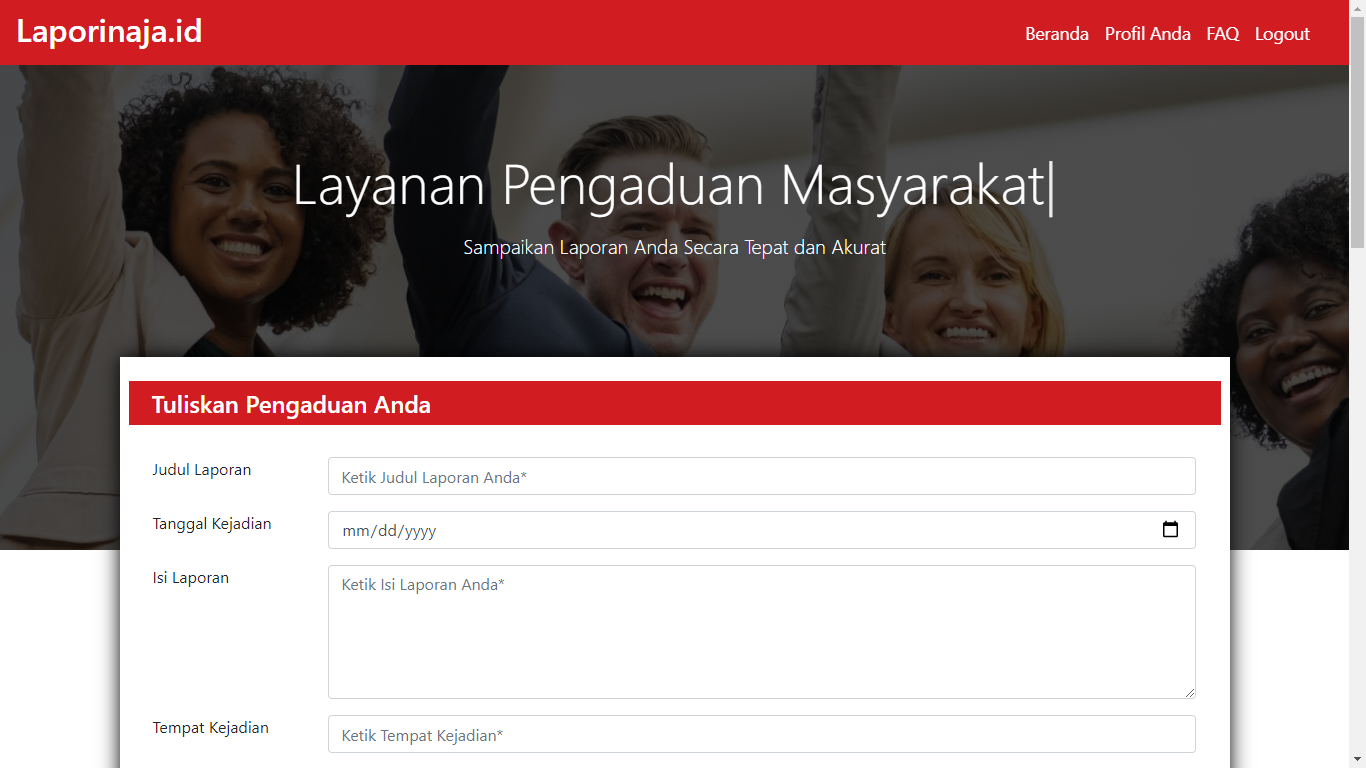 Laporinaja.id
Beranda Profil Anda FAQ Logout
Layanan Pengaduan Masyarakat|
Sampaikan Laporan Anda Secara Tepat dan Akurat
Tuliskan Pengaduan Anda
Judul Laporan
Ketik Judul Laporan Anda*
Tanggal Kejadian
mm/dd/yyyy
Isi Laporan
Ketik Isi Laporan Anda*
Tempat Kejadian
Ketik Tempat Kejadian*